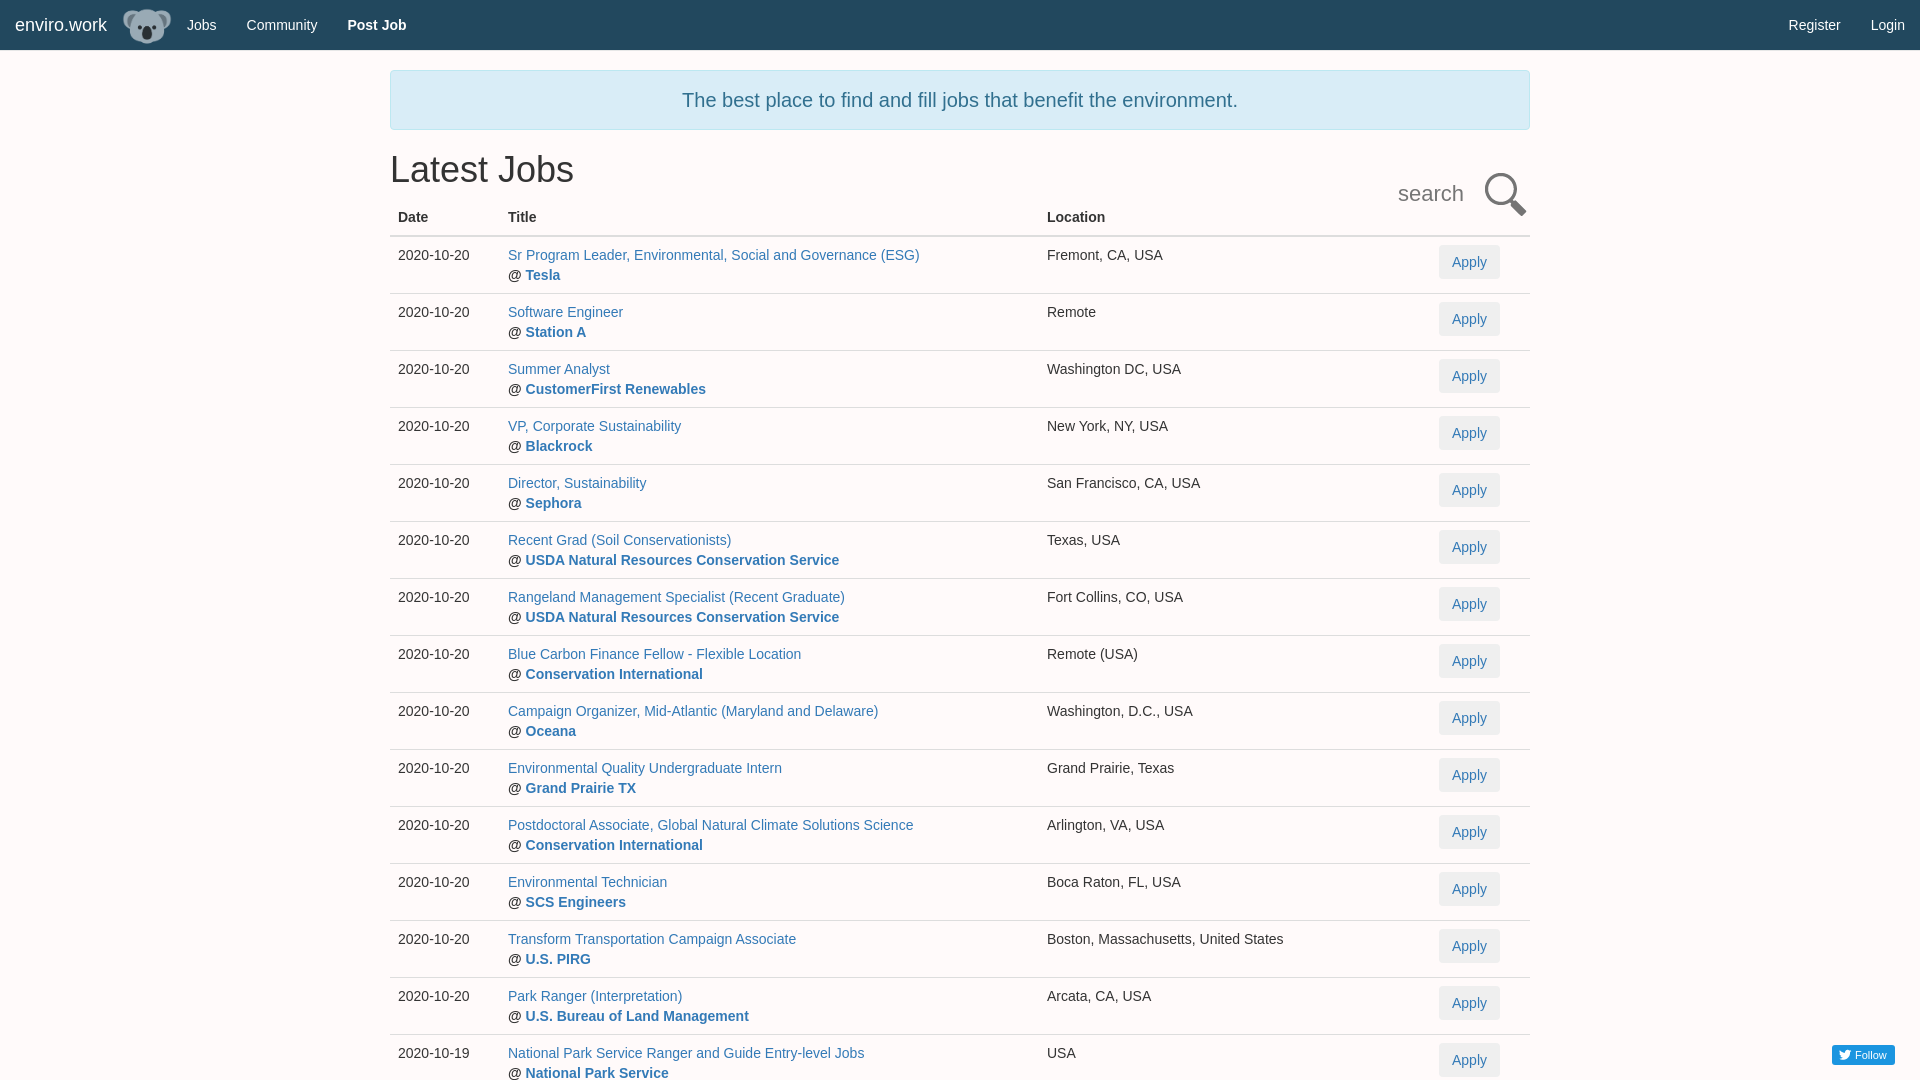 enviro.work Jobs Community Post Job Register Login
The best place to find and fill jobs that benefit the environment.
Latest Jobs
search
Date Title Location
2020-10-20 Sr Program Leader, Environmental, Social and Governance (ESG) Fremont, CA, USA Apply
@ Tesla
2020-10-20 Software Engineer Remote Apply
@ Station A
2020-10-20 Summer Analyst Washington DC, USA Apply
@ CustomerFirst Renewables
2020-10-20 VP, Corporate Sustainability New York, NY, USA Apply
@ Blackrock
2020-10-20 Director, Sustainability San Francisco, CA, USA Apply
@ Sephora
2020-10-20 Recent Grad (Soil Conservationists) Texas, USA Apply
@ USDA Natural Resources Conservation Service
2020-10-20 Rangeland Management Specialist (Recent Graduate) Fort Collins, CO, USA Apply
@ USDA Natural Resources Conservation Service
2020-10-20 Blue Carbon Finance Fellow - Flexible Location Remote (USA) Apply
@ Conservation International
2020-10-20 Campaign Organizer, Mid-Atlantic (Maryland and Delaware) Washington, D.C., USA Apply
@ Oceana
2020-10-20 Environmental Quality Undergraduate Intern Grand Prairie, Texas Apply
@ Grand Prairie TX
2020-10-20 Postdoctoral Associate, Global Natural Climate Solutions Science Arlington, VA, USA Apply
@ Conservation International
2020-10-20 Environmental Technician Boca Raton, FL, USA Apply
@ SCS Engineers
2020-10-20 Transform Transportation Campaign Associate Boston, Massachusetts, United States Apply
@ U.S. PIRG
2020-10-20 Park Ranger (Interpretation) Arcata, CA, USA Apply
@ U.S. Bureau of Land Management
2020-10-19 National Park Service Ranger and Guide Entry-level Jobs USA Apply
@ National Park Service
Follow